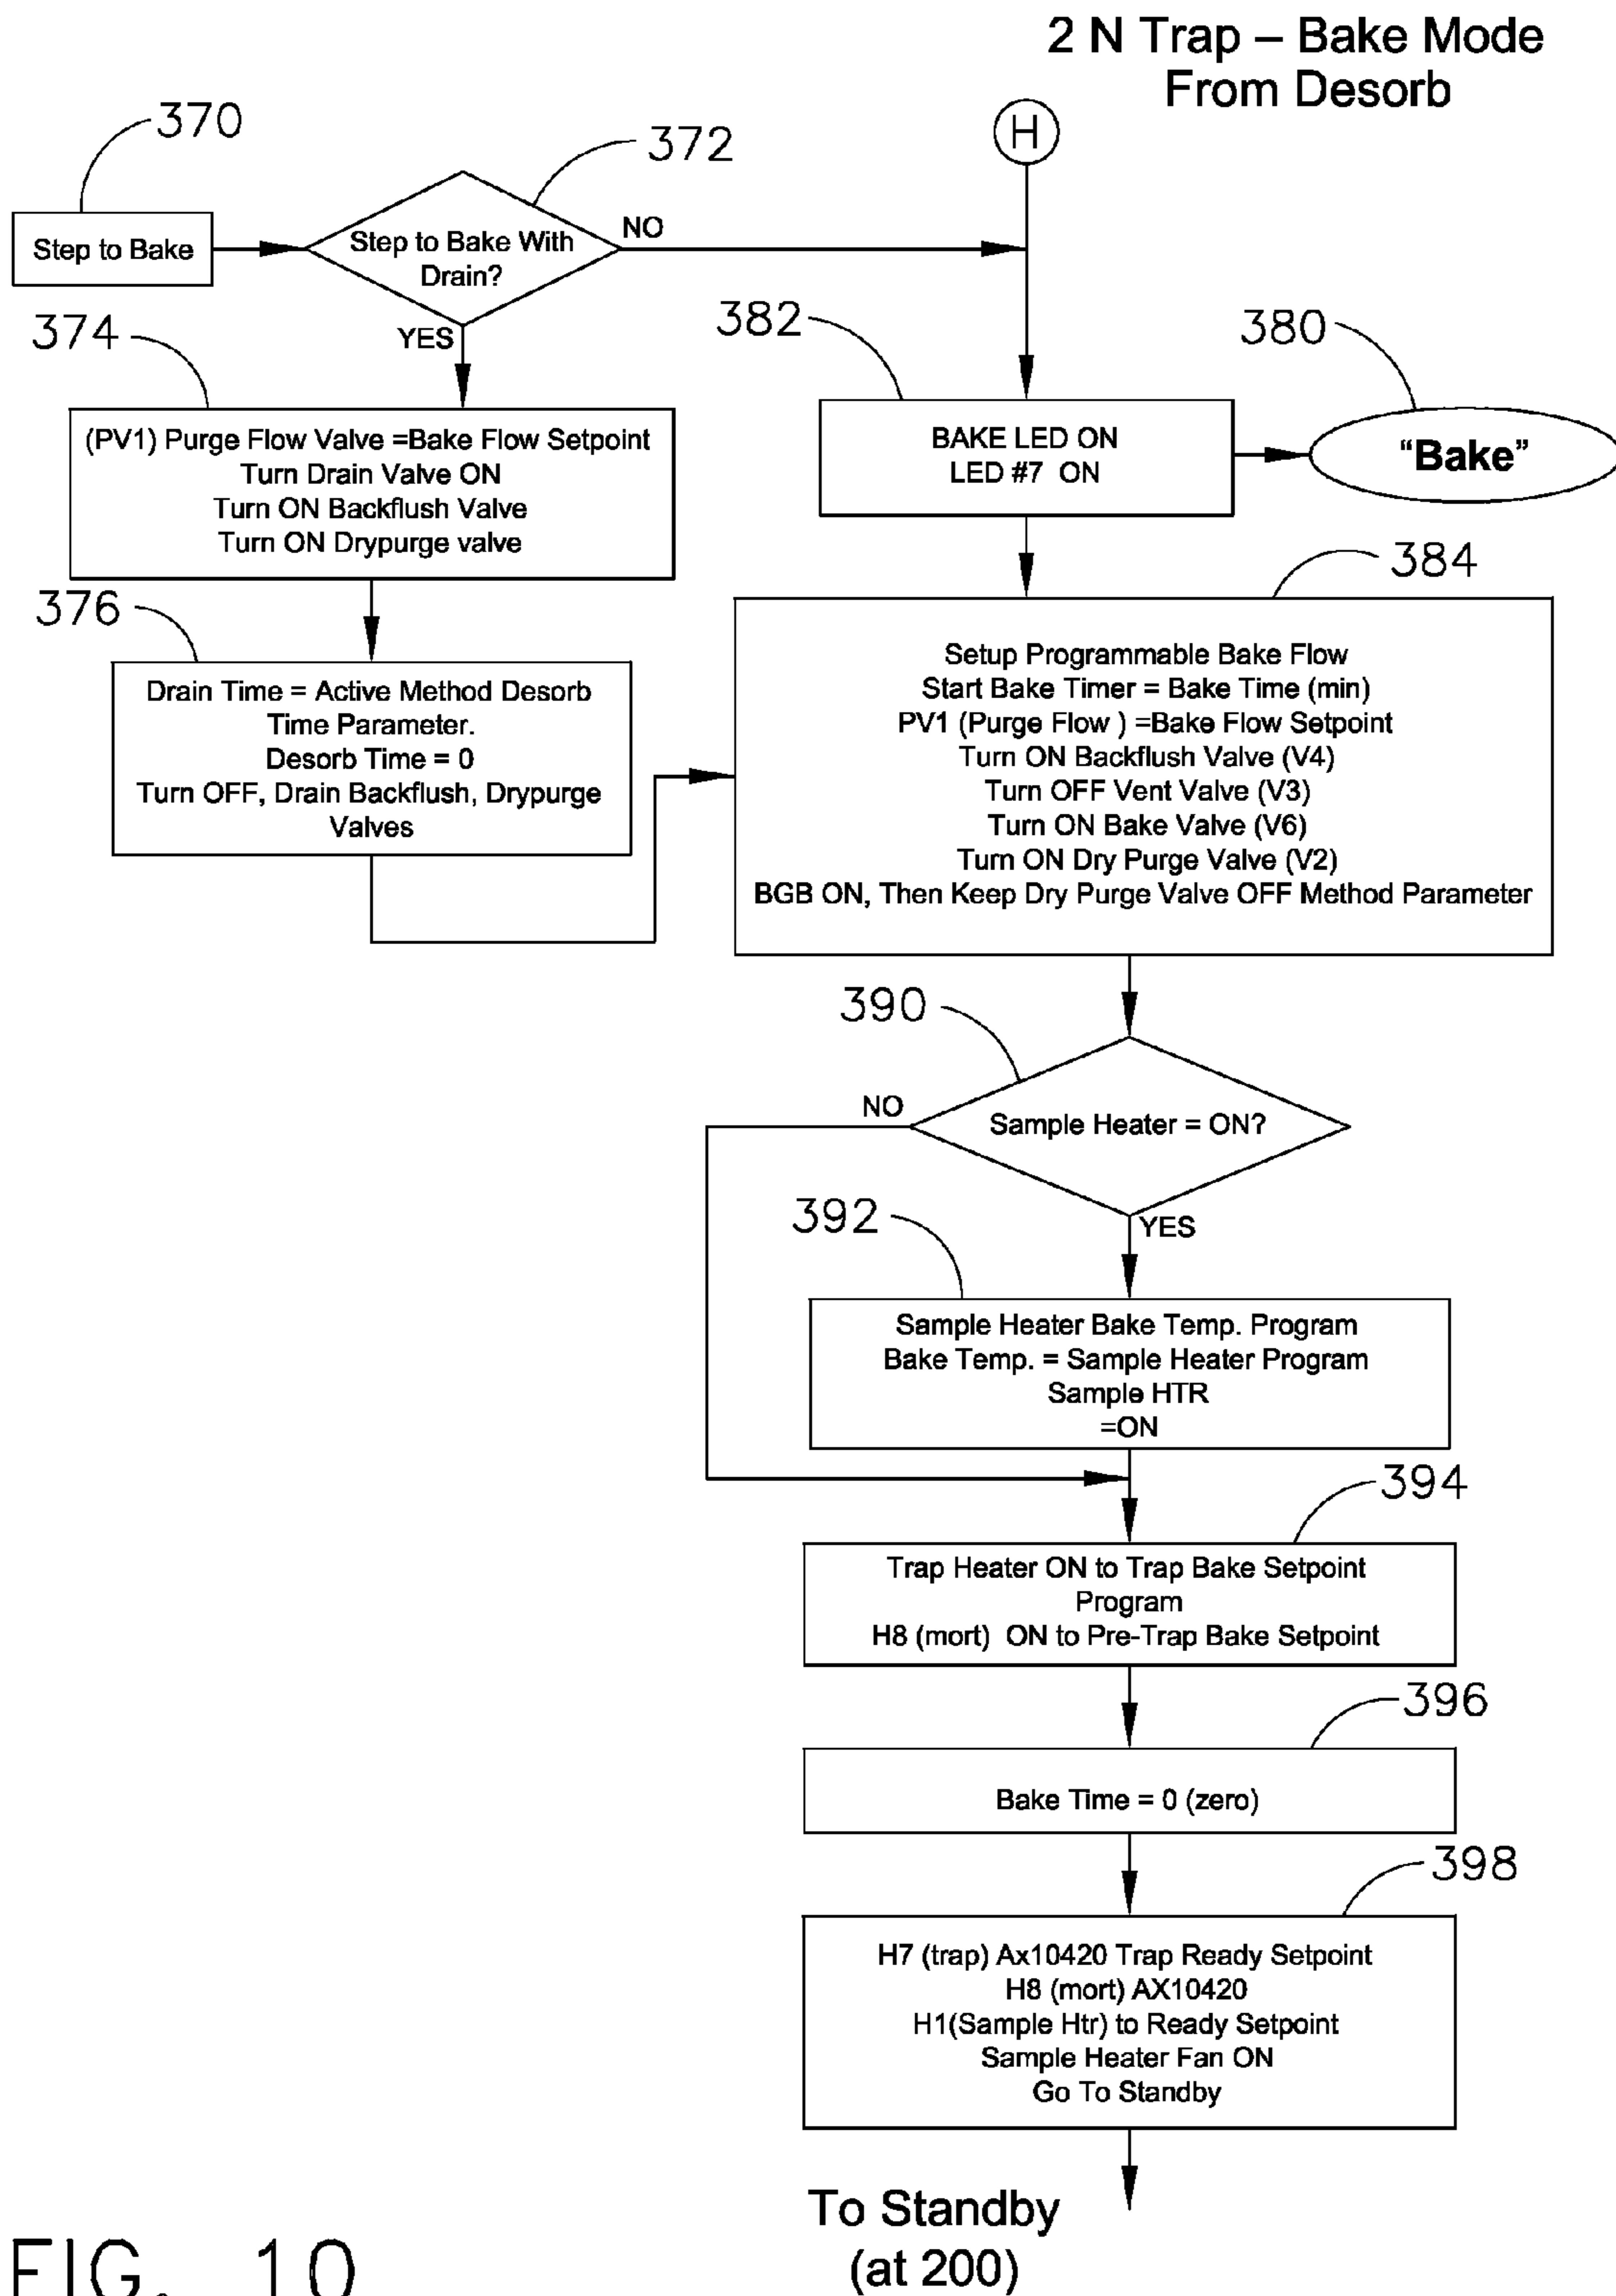 2 N Trap – Bake Mode
From Desorb
370
372
H
Step to Bake
Step to Bake With
Drain?
NO
YES
374
382
380
(PV1) Purge Flow Valve =Bake Flow Setpoint
Turn Drain Valve ON
Turn ON Backflush Valve
Turn ON Drypurge valve
BAKE LED ON
LED #7 ON
“Bake”
376
384
Drain Time = Active Method Desorb
Time Parameter.
Desorb Time = 0
Turn OFF, Drain Backflush, Drypurge
Valves
Setup Programmable Bake Flow
Start Bake Timer = Bake Time (min)
PV1 (Purge Flow ) =Bake Flow Setpoint
Turn ON Backflush Valve (V4)
Turn OFF Vent Valve (V3)
Turn ON Bake Valve (V6)
Turn ON Dry Purge Valve (V2)
BGB ON, Then Keep Dry Purge Valve OFF Method Parameter
390
NO
Sample Heater = ON?
YES
392
Sample Heater Bake Temp. Program
Bake Temp. = Sample Heater Program
Sample HTR
=ON
394
Trap Heater ON to Trap Bake Setpoint
Program
H8 (mort) ON to Pre-Trap Bake Setpoint
396
Bake Time = 0 (zero)
398
H7 (trap) Ax10420 Trap Ready Setpoint
H8 (mort) AX10420
H1(Sample Htr) to Ready Setpoint
Sample Heater Fan ON
Go To Standby
To Standby
(at 200)
FIG. 10